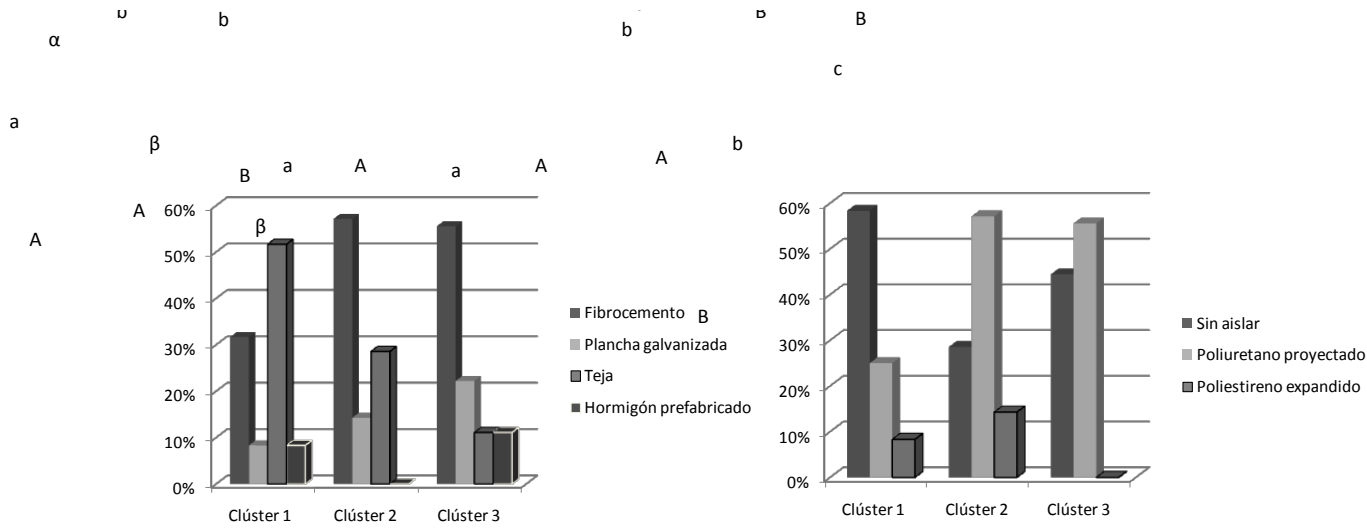 b
b
b
B
B
α
c
a
β
B
a
A
a
A
A
b
A
A
β
60%
50%
40%
30%
20%
10%
0%
Clúster 1 Clúster 2 Clúster 3
Fibrocemento
Plancha galvanizada
Teja
Hormigón prefabricado
B
60%
50%
40%
30%
20%
10%
0%
Clúster 1 Clúster 2 Clúster 3
Sin aislar
Poliuretano proyectado
Poliestireno expandido